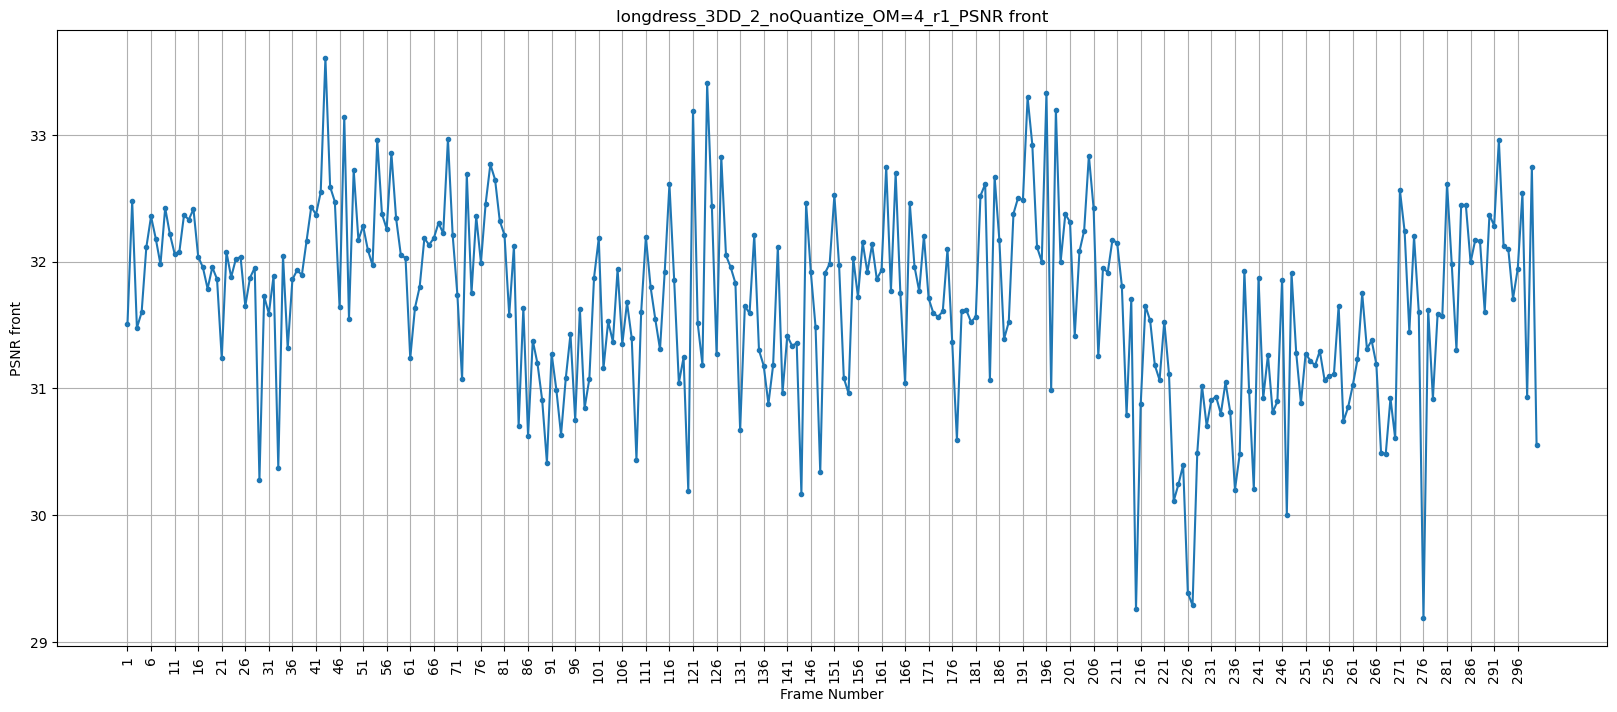 longdress_3DD_2_noQuantize_OM=4_r1_PSNR front
PSNR front
33
32
31
30
29
1 6 11 16 21 26 31 36 41 46 51 56 61 66 71 76 81 86 91 96 101 106 111 116 121 126 131 136 141 146 151 156 161 166 171 176 181 186 191 196 201 206 211 216 221 226 231 236 241 246 251 256 261 266 271 276 281 286 291 296
Frame Number